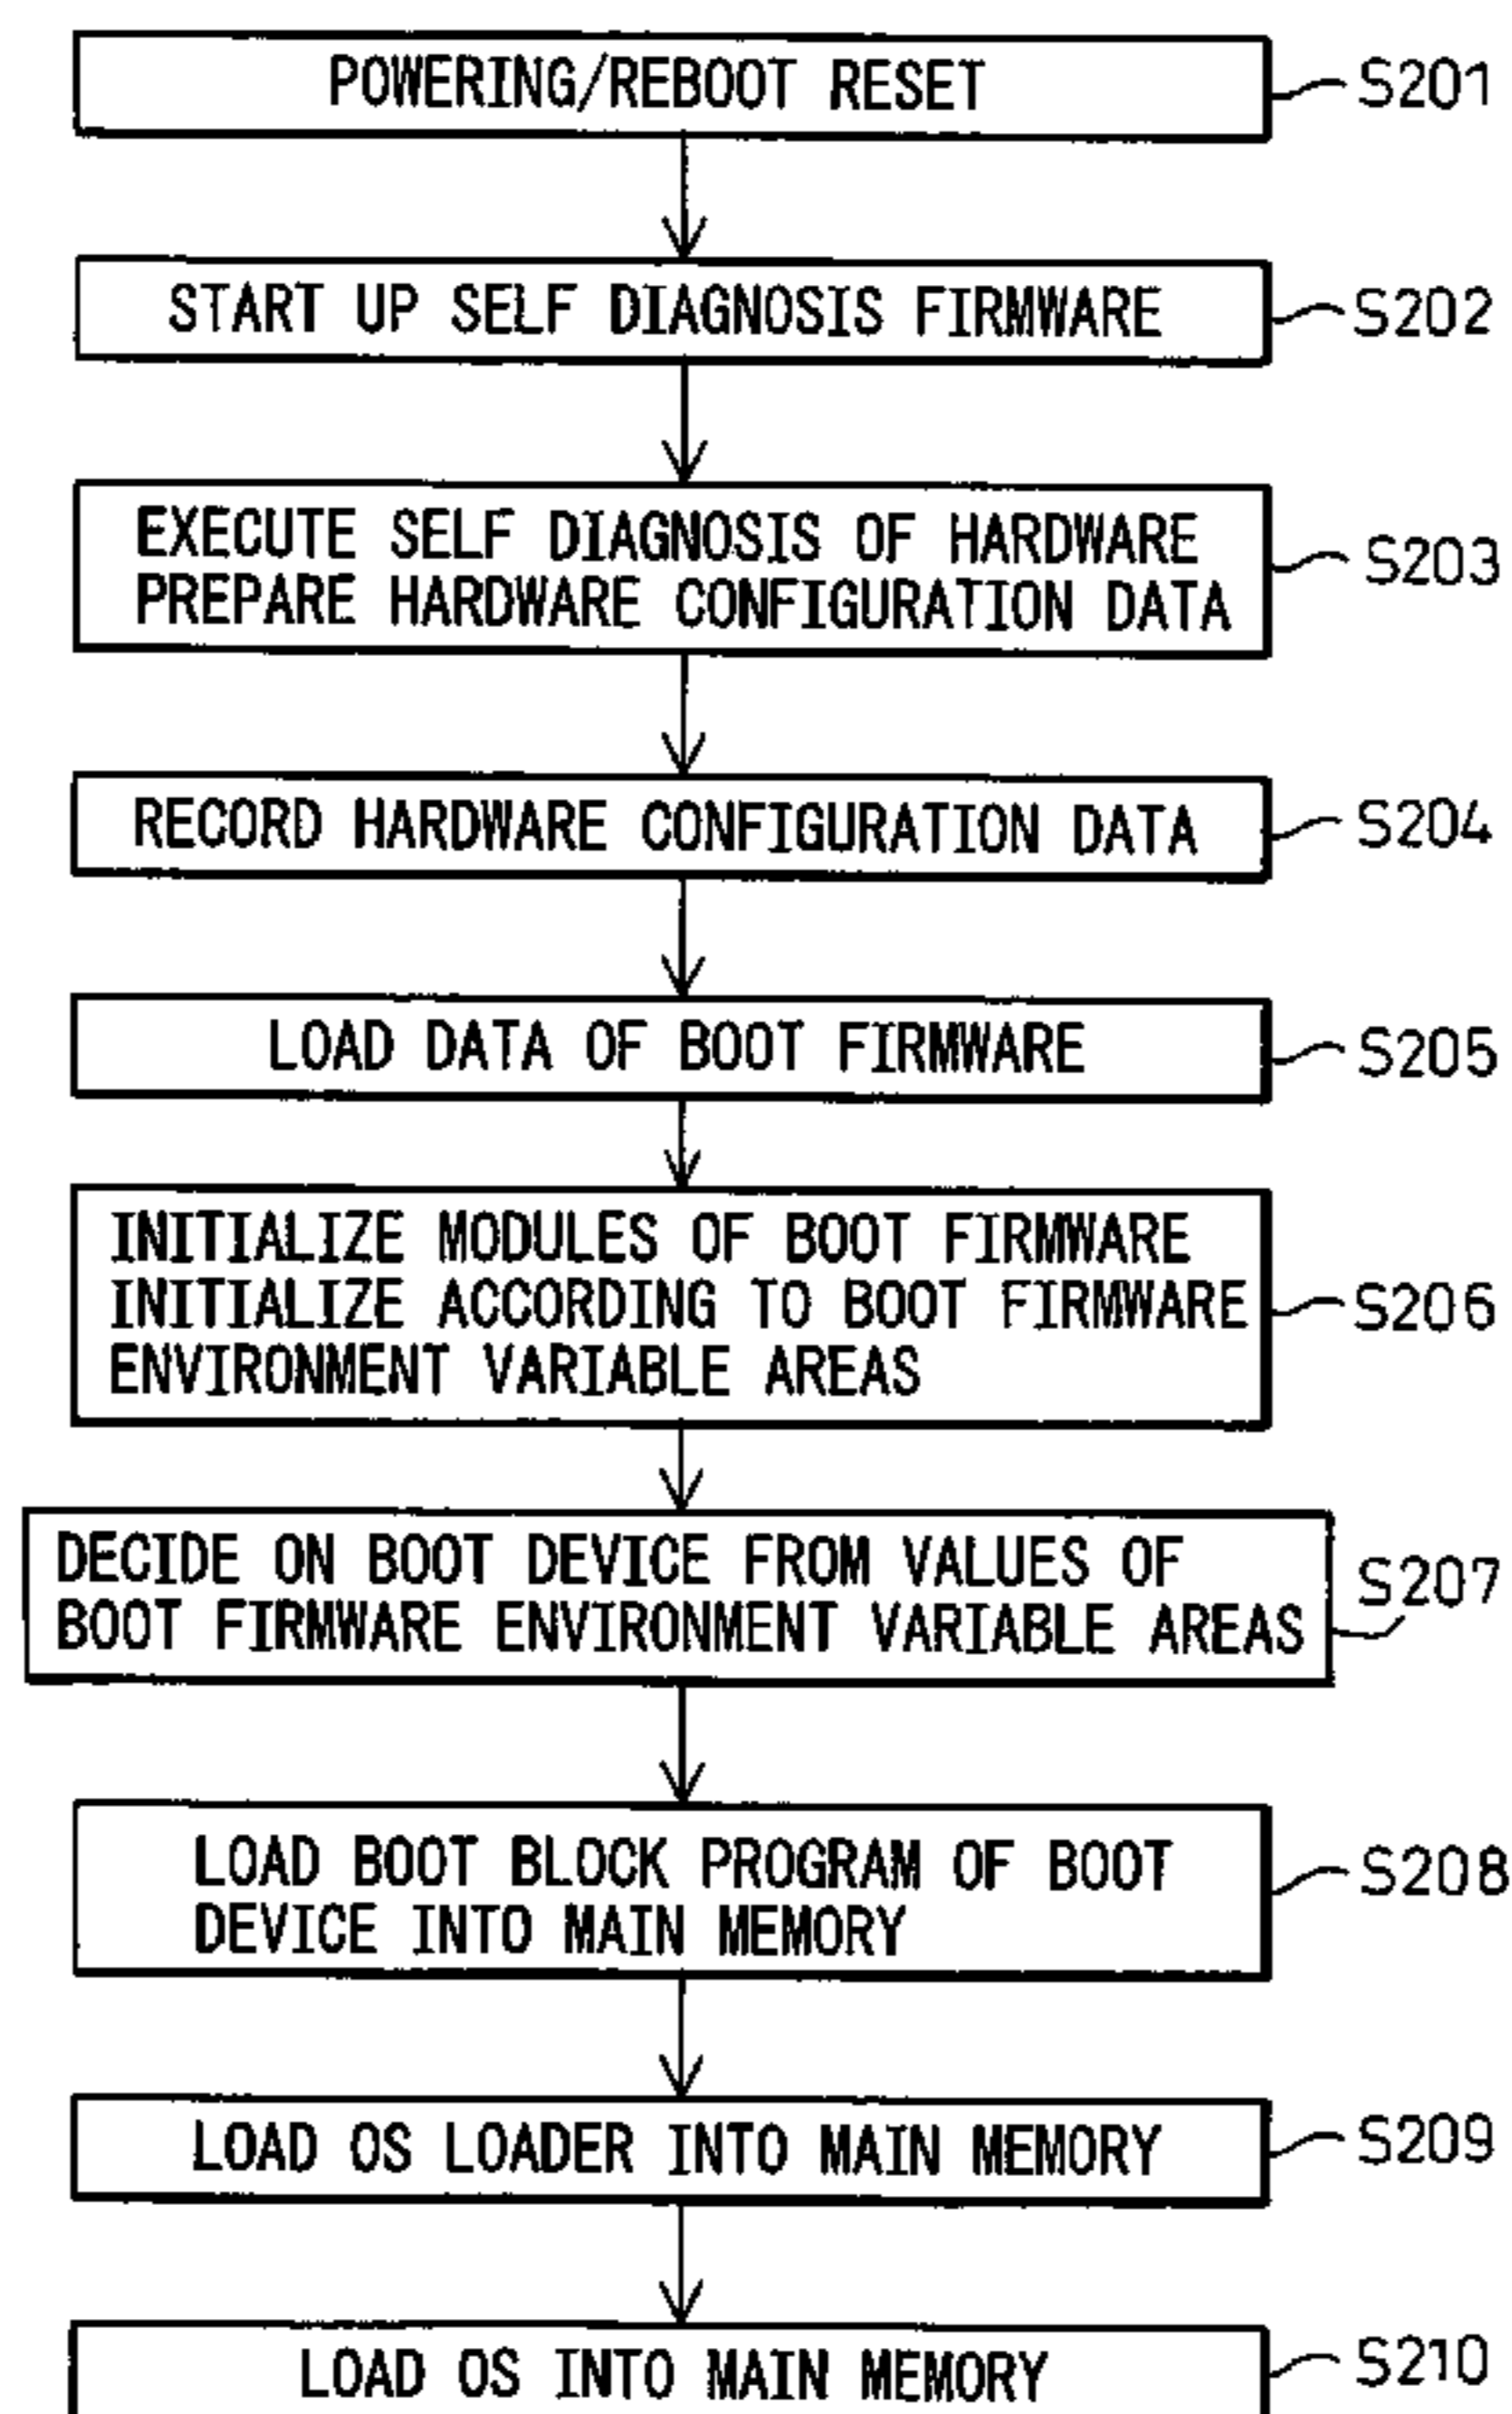 POWERING/REBOOT RESET
S201
START UP SELF DIAGNOSIS FIRMWARE
S202
EXECUTE SELF DIAGNOSIS OF HARDWARE
PREPARE HARDWARE CONFIGURATION DATA
S203
RECORD HARDWARE CONFIGURATION DATA
S204
LOAD DATA OF BOOT FIRMWARE
S205
INITIALIZE MODULES OF BOOT FIRMWARE
INITIALIZE ACCORDING TO BOOT FIRMWARE
ENVIRONMENT VARIABLE AREAS
S206
DECIDE ON BOOT DEVICE FROM VALUES OF
BOOT FIRMWARE ENVIRONMENT VARIABLE AREAS
S207
LOAD BOOT BLOCK PROGRAM OF BOOT
DEVICE INTO MAIN MEMORY
S208
LOAD OS LOADER INTO MAIN MEMORY
S209
LOAD OS INTO MAIN MEMORY
S210